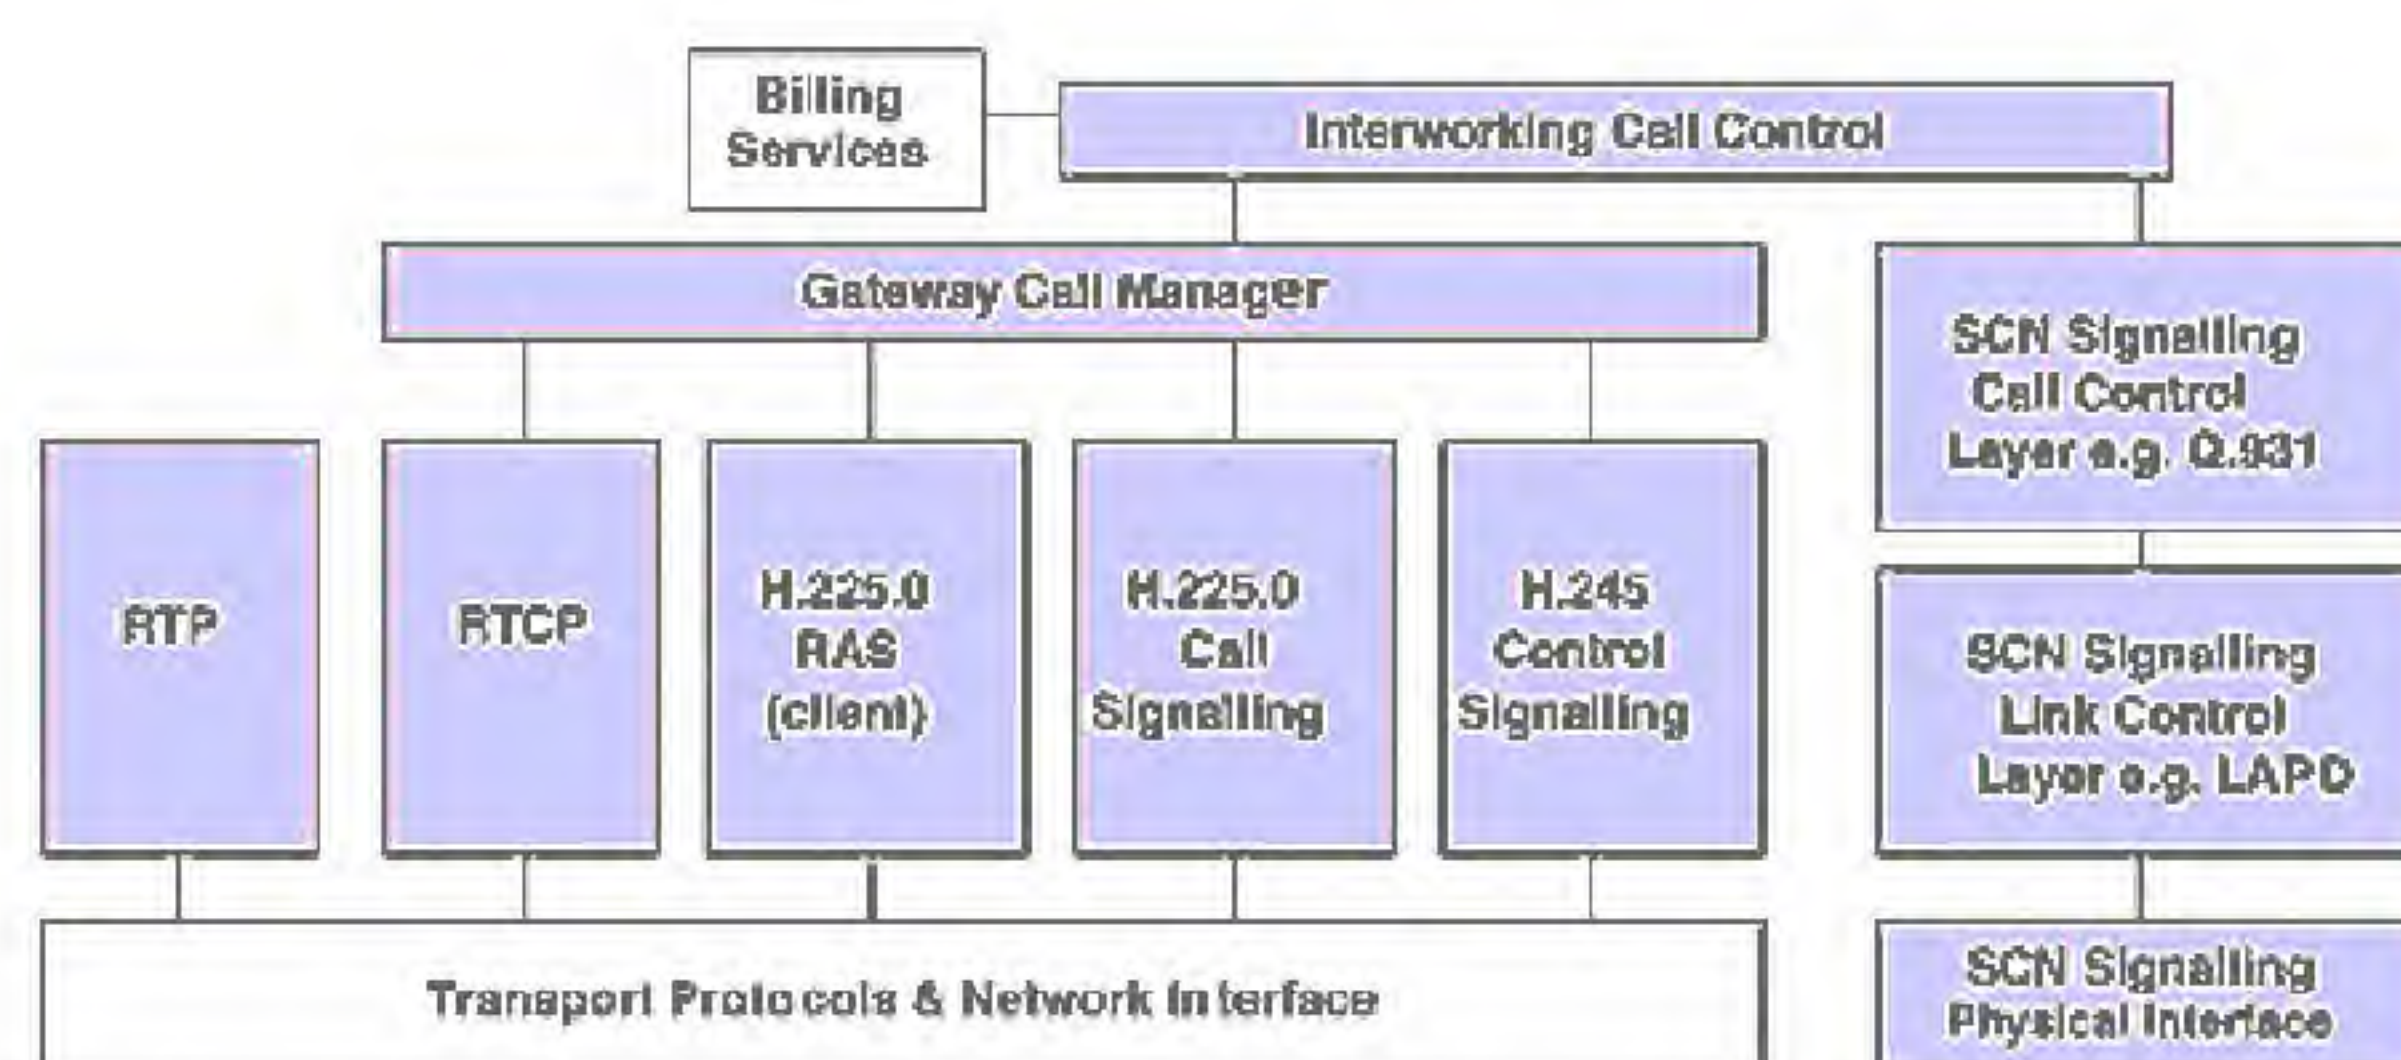 Billing
Services
Interworking Call Control
Gateway Call Manager
SCN Signalling
Call Control
Layer e.g. Q.931
RTP
RTCP
H.225.0
RAS
(client)
H.225.0
Call
Signalling
H.245
Control
Signalling
SCN Signalling
Link Control
Layer e.g. LAPD
Transport Protocols & Network Interface
SCN Signalling
Physical Interface